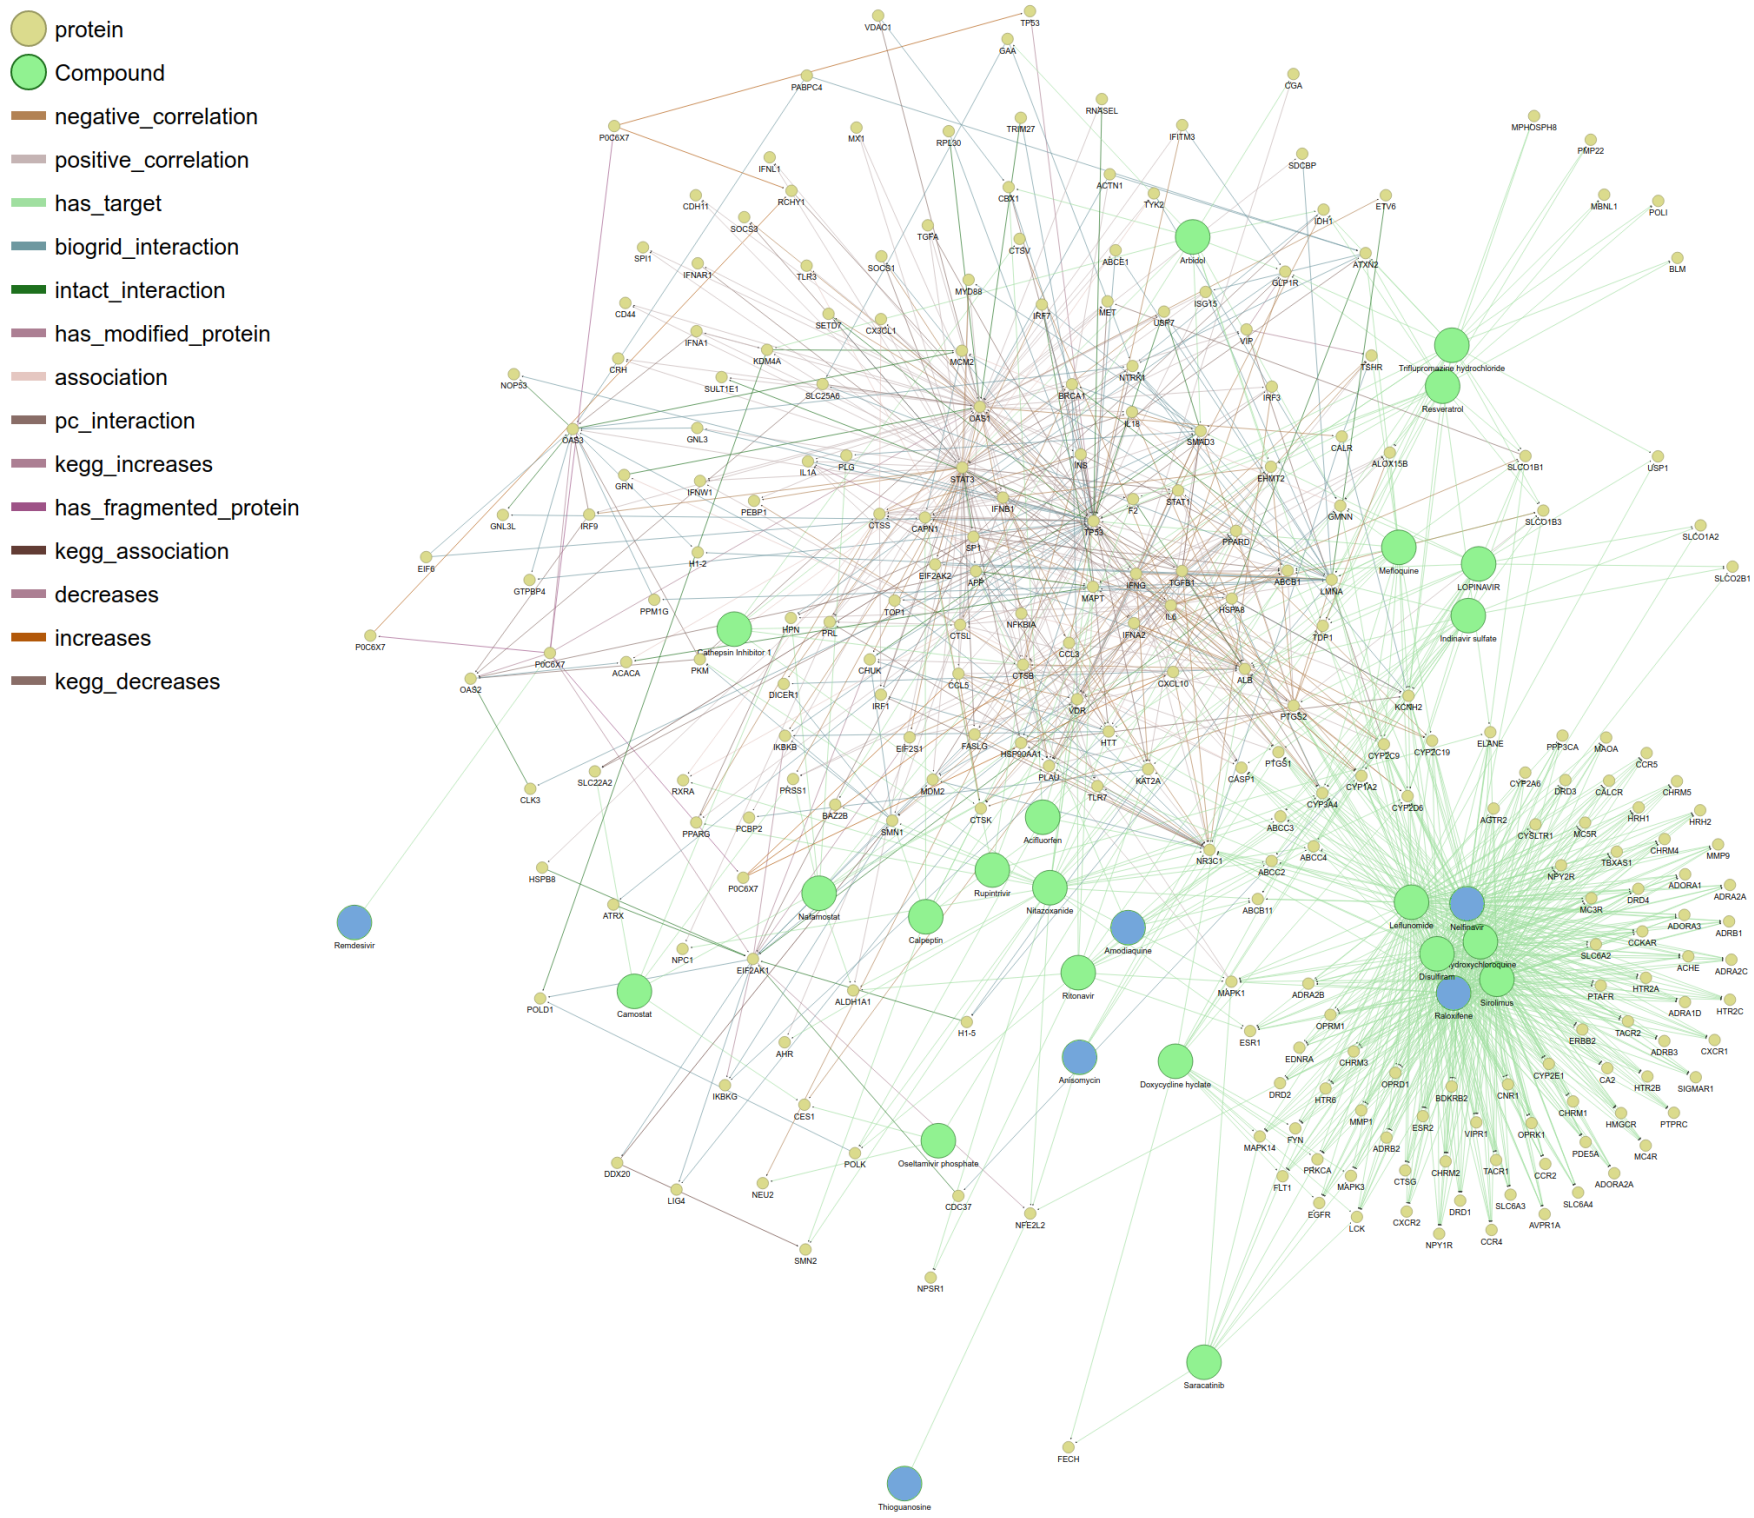 protein
Compound
negative_correlation
positive_correlation
has_target
biogrid_interaction
intact_interaction
has_modified_protein
association
pc_interaction
kegg_increases
has_fragmented_protein
kegg_association
decreases
increases
kegg_decreases
VDAC1
TP53
GAA
PABPC4
CGA
RNASEL
MPHOSPH8
P0C6X7
MX1
RPL30
TRIM27
IFITM3
PMP22
IFNL1
SDCBP
RCHY1
CDH11
CBX1
ACTN1
TYK2
IDH1
ETV6
MBNL1
POLI
SOCS3
TGFA
CTSV
ABCE1
Arbidol
SPI1
IFNAR1
TLR3
SOCS1
ATXN2
BLM
MYD88
ISG15
GLP1R
CD44
SETD7
CX3CL1
IRF7
MET
USP7
VIP
IFNA1
CRH
KDM4A
MCM2
TSHR
Triflupromazine hydrochloride
NOP53
SULT1E1
SLC25A6
NTRK1
BRCA1
IRF3
Resveratrol
OAS3
GNL3
OAS1
IL18
SMAD3
CALR
GRN
IL1A
PLG
STAT3
INS
EHMT2
ALOX15B
SLCO1B1
USP1
IFNW1
PEBP1
IFNB1
F2
STAT1
GMNN
GNL3L
IRF9
CTSS
CAPN1
TP53
PPARD
SLCO1B3
SLCO1A2
EIF6
H1-2
SP1
Mefloquine
LOPINAVIR
GTPBP4
EIF2AK2
APP
MAPT
IFNG
TGFB1
ABCB1
LMNA
SLCO2B1
PPM1G
TOP1
HSPA8
IL6
P0C6X7
HPN
PRL
CTSL
NFKBIA
IFNA2
TDP1
Indinavir sulfate
Cathepsin Inhibitor 1
P0C6X7
ACACA
PKM
CHUK
CTSB
CCL3
CXCL10
ALB
OAS2
DICER1
IRF1
CCL5
VDR
PTGS2
KCNH2
IKBKB
EIF2S1
FASLG
HSP90AA1
HTT
PTGS1
CYP2C9
CYP2C19
ELANE
PPP3CA
MAOA
CCR5
SLC22A2
CLK3
RXRA
PRSS1
MDM2
PLAU
KAT2A
CASP1
CYP1A2
CYP2A6
DRD3
CALCR
CHRM5
TLR7
CYP3A4
CYP2D6
AGTR2
PPARG
PCBP2
BAZ2B
SMN1
CTSK
ABCC3
CYSLTR1
MC5R
HRH1
HRH2
Acifluorfen
NR3C1
ABCC4
ABCC2
TBXAS1
CHRM4
MMP9
HSPB8
P0C6X7
Rupintrivir
NPY2R
ADORA1
ADRA2A
ATRX
Nafamostat
Nitazoxanide
ABCB11
Leflunomide
Nelfinavir
MC3R
DRD4
ADORA3
ADRB1
Remdesivir
Calpeptin
Amodiaquine
CCKAR
SLC6A2
ACHE
ADRA2C
NPC1
EIF2AK1
Disulfiram
ydroxychloroquine
POLD1
Camostat
ALDH1A1
Ritonavir
MAPK1
ADRA2B
Raloxifene
Sirolimus
PTAFR
HTR2A
ADRA1D
HTR2C
H1-5
ESR1
OPRM1
ERBB2
TACR2
ADRB3
CXCR1
AHR
EDNRA
CHRM3
Anisomycin
Doxycycline hyclate
DRD2
HTR6
OPRD1
BDKRB2
CNR1
CYP2E1
CA2
HTR2B
SIGMAR1
IKBKG
CES1
MMP1
ESR2
VIPR1
OPRK1
CHRM1
HMGCR
PTPRC
MAPK14
FYN
ADRB2
PDE5A
MC4R
Oseltamivir phosphate
POLK
DDX20
PRKCA
FLT1
MAPK3
CTSG
CHRM2
TACR1
CCR2
ADORA2A
LIG4
NEU2
CDC37
NFE2L2
EGFR
LCK
CXCR2
DRD1
SLC6A3
SLC6A4
AVPR1A
NPY1R
CCR4
SMN2
NPSR1
Saracatinib
FECH
Thioguanosine